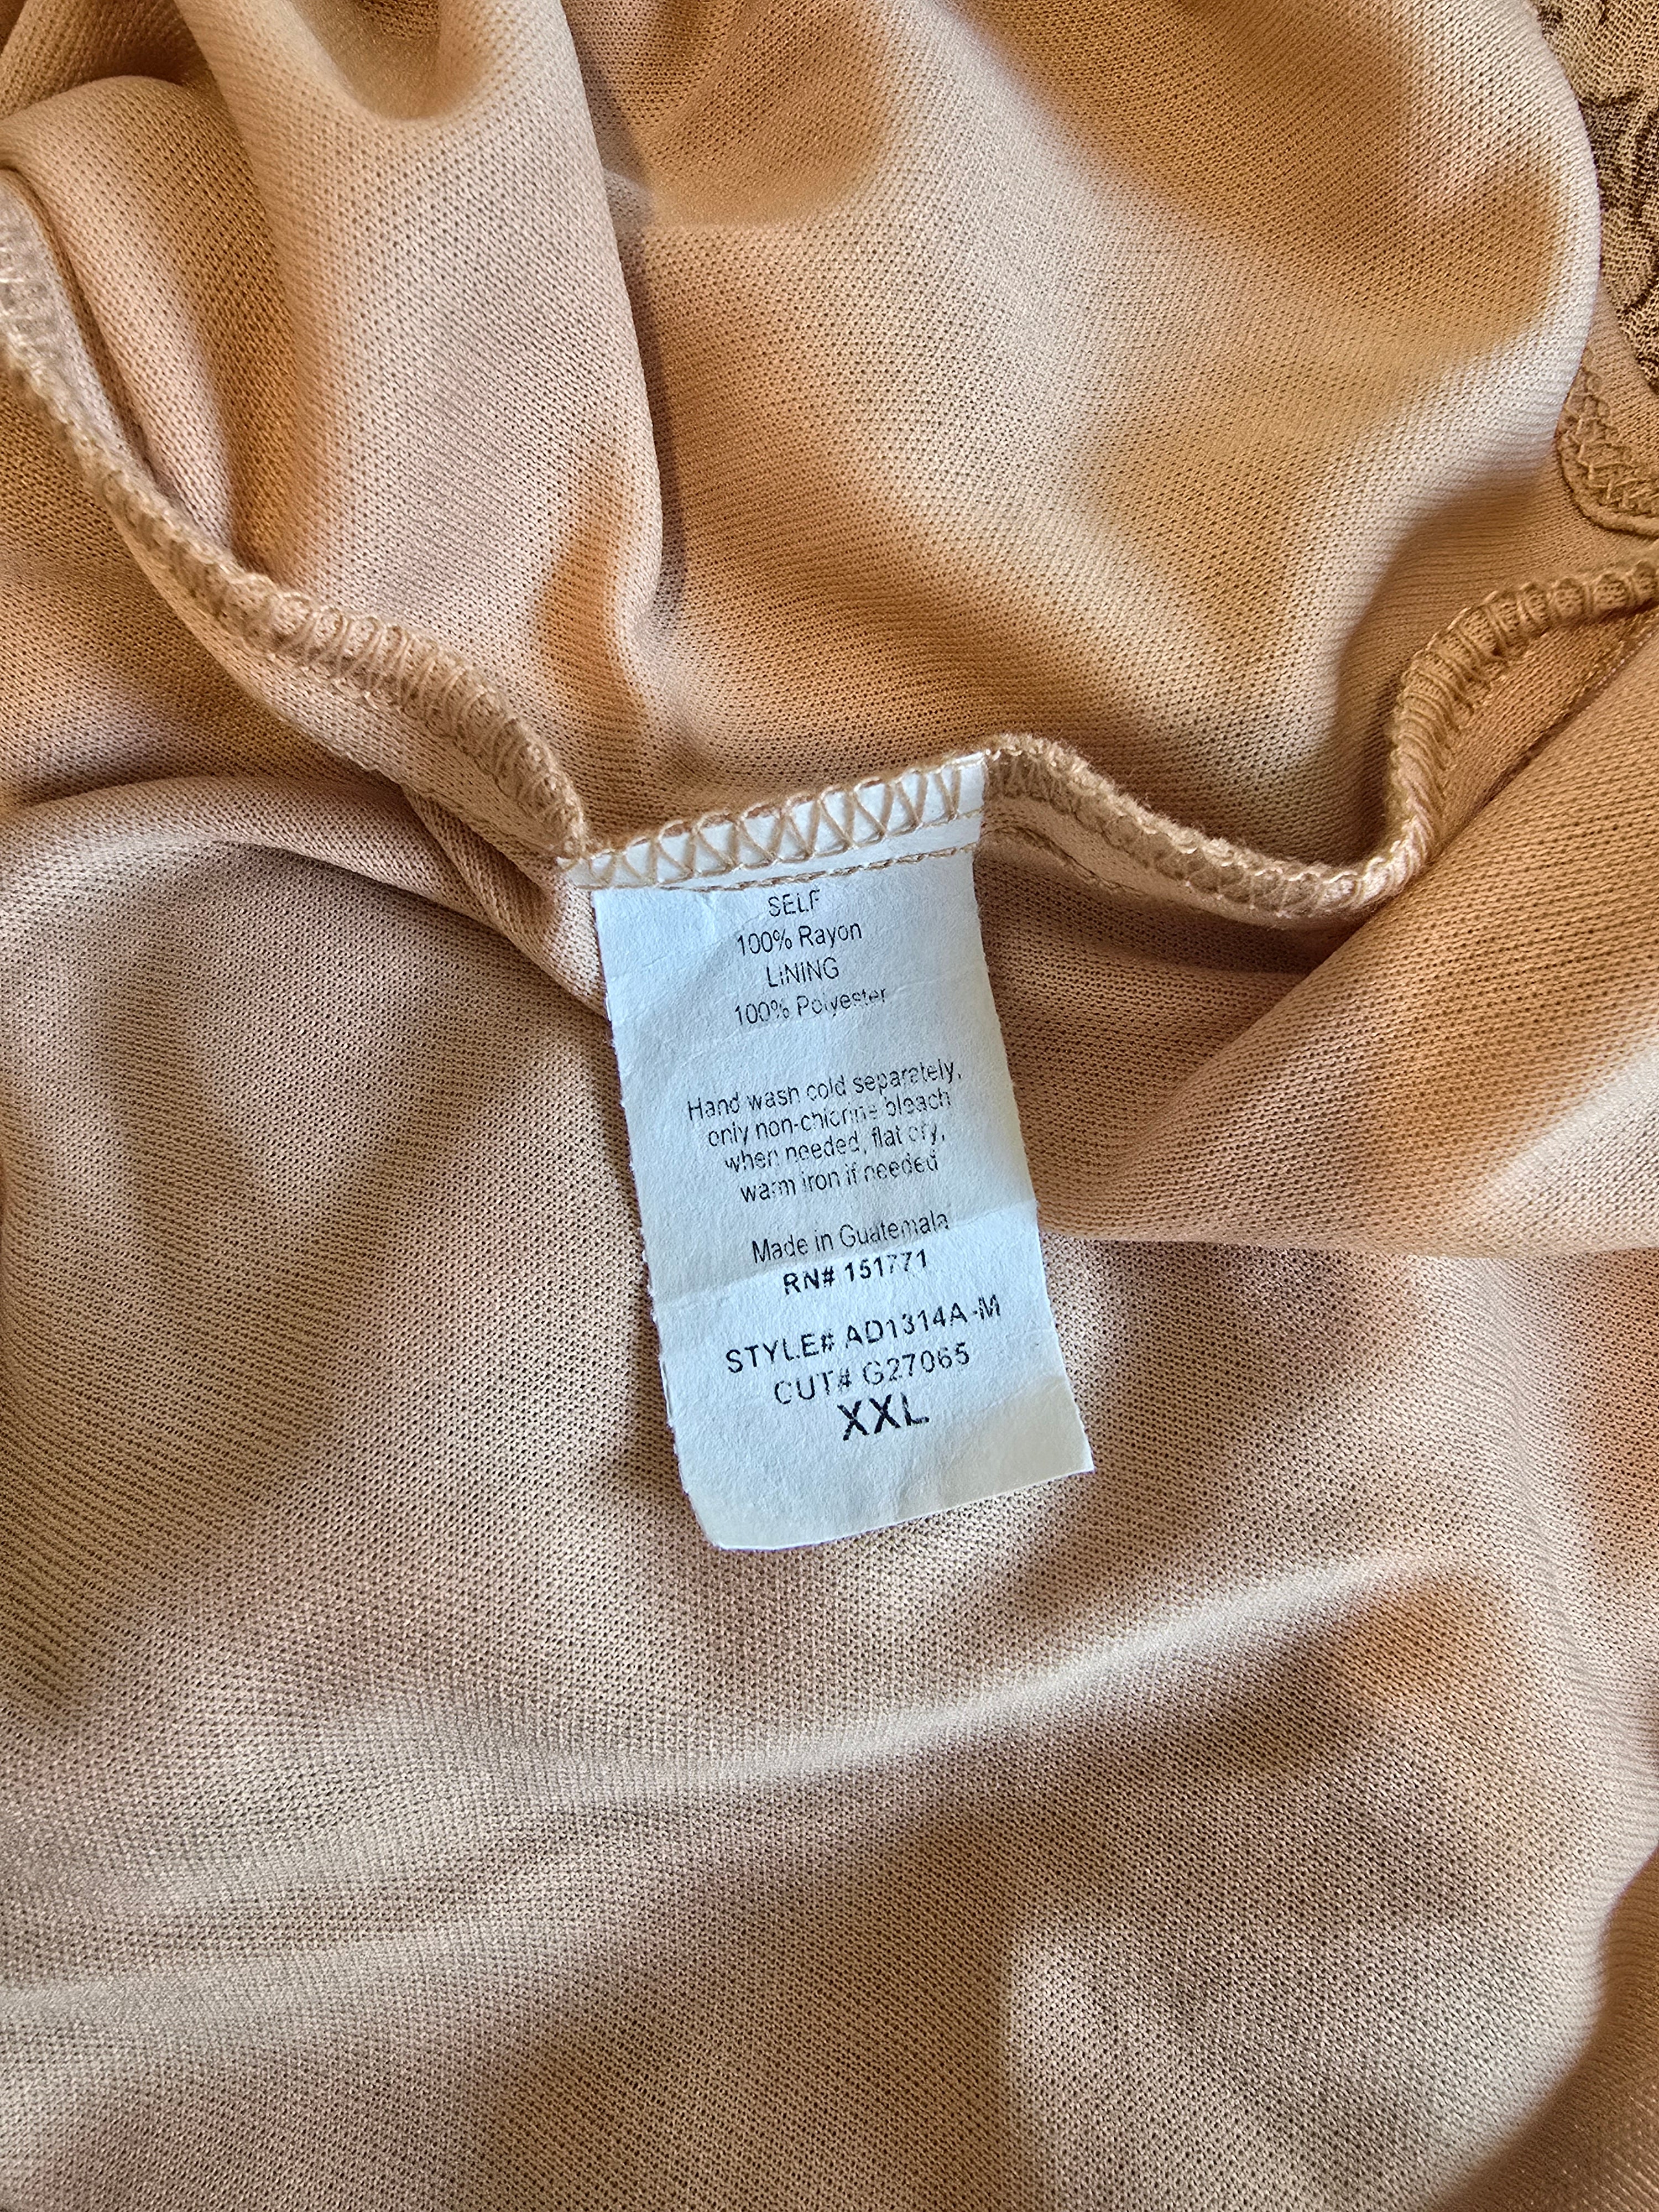 SELF
100% Rayon
LINING
100% Polyester
Hand wash cold separately,
only non-chlorine bleach
when needed, flat dry,
warm iron if needed
Made in Guatemala
RN# 151771
STYLE# AD1314A-M
CUT# G27065
XXL